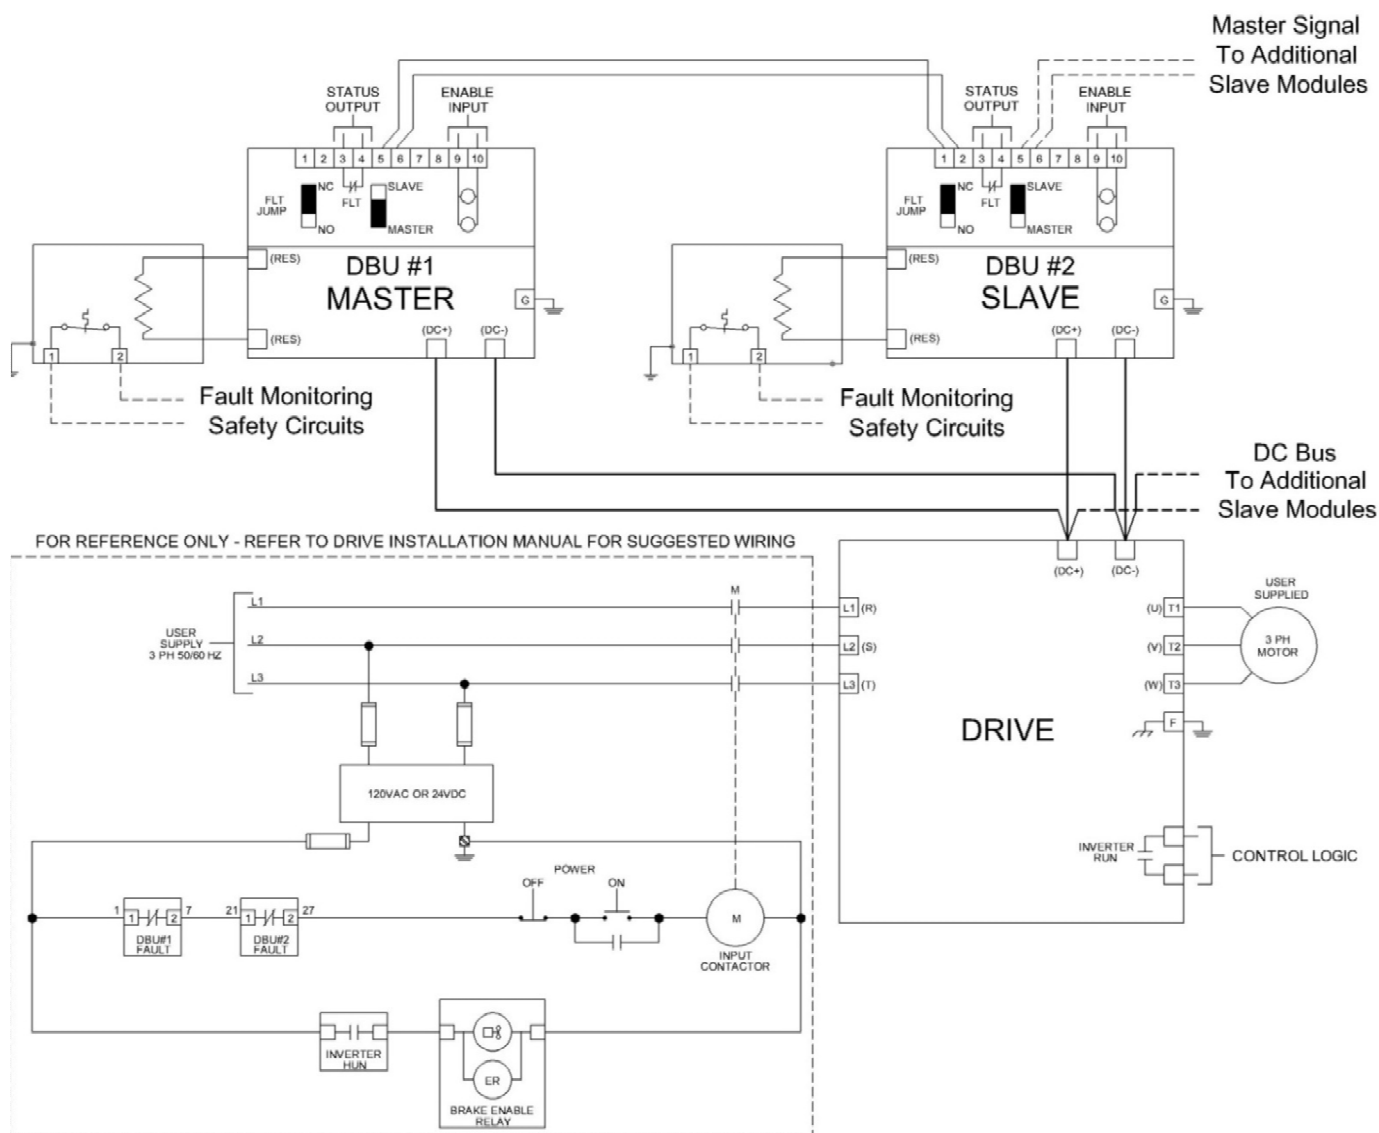 Master Signal
To Additional
Slave Modules
STATUS
OUTPUT
ENABLE
INPUT
1 2 3 4 5 6 7 8 9 10
NC
SLAVE
FLT
JUMP
FLT
NO
MASTER
(RES)
DBU #1
MASTER
G
(RES)
(DC+)
(DC-)
1
2
Fault Monitoring
Safety Circuits
STATUS
OUTPUT
ENABLE
INPUT
1 2 3 4 5 6 7 8 9 10
NC
SLAVE
FLT
JUMP
FLT
NO
MASTER
(RES)
DBU #2
SLAVE
G
(RES)
(DC+)
(DC-)
1
2
Fault Monitoring
Safety Circuits
DC Bus
To Additional
Slave Modules
FOR REFERENCE ONLY - REFER TO DRIVE INSTALLATION MANUAL FOR SUGGESTED WIRING
(DC+)
(DC-)
M
L1
L2
L3
USER
SUPPLY
3 PH 50/60 HZ
L1 (R)
L2 (S)
L3 (T)
(U) T1
(V) T2
(W) T3
USER
SUPPLIED
3 PH
MOTOR
F
DRIVE
120VAC OR 24VDC
INVERTER
RUN
CONTROL LOGIC
POWER
OFF
ON
1 1 2 7
21 1 2 27
DBU#1
FAULT
DBU#2
FAULT
M
INPUT
CONTACTOR
INVERTER
HUN
ER
BRAKE ENABLE
RELAY